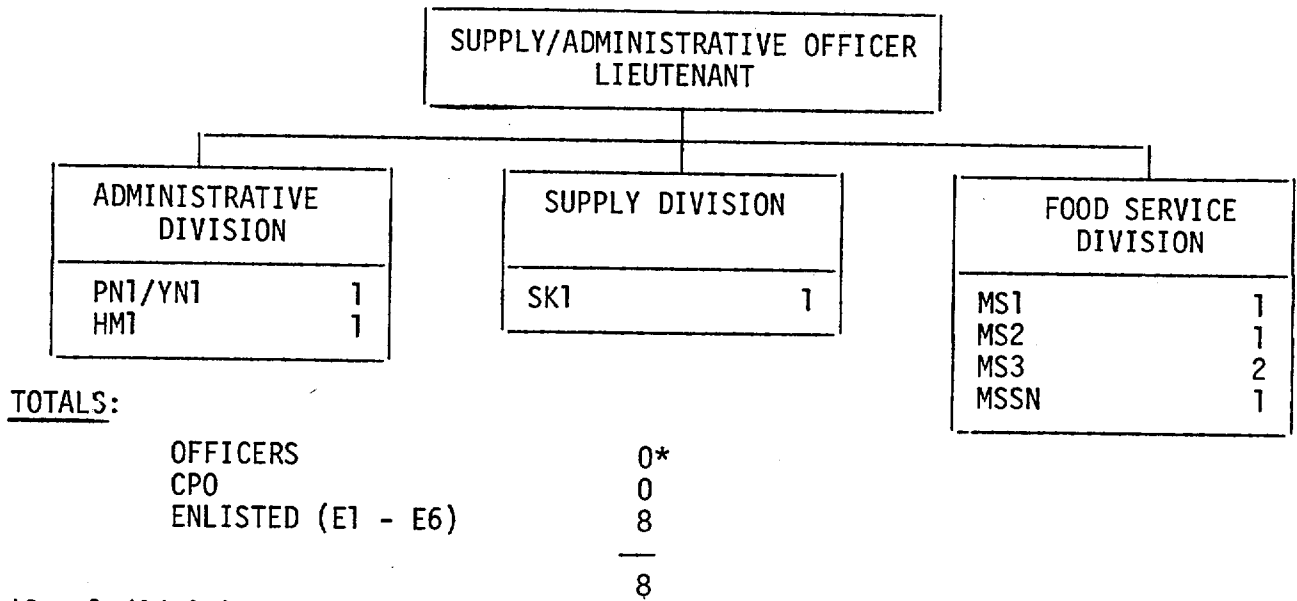 SUPPLY/ADMINISTRATIVE OFFICER
LIEUTENANT
ADMINISTRATIVE
DIVISION
PN1/YN1 1
HM1 1
SUPPLY DIVISION
SK1 1
FOOD SERVICE
DIVISION
MS1 1
MS2 1
MS3 2
MSSN 1
TOTALS:
OFFICERS 0*
CPO 0
ENLISTED (E1 - E6) 8
8